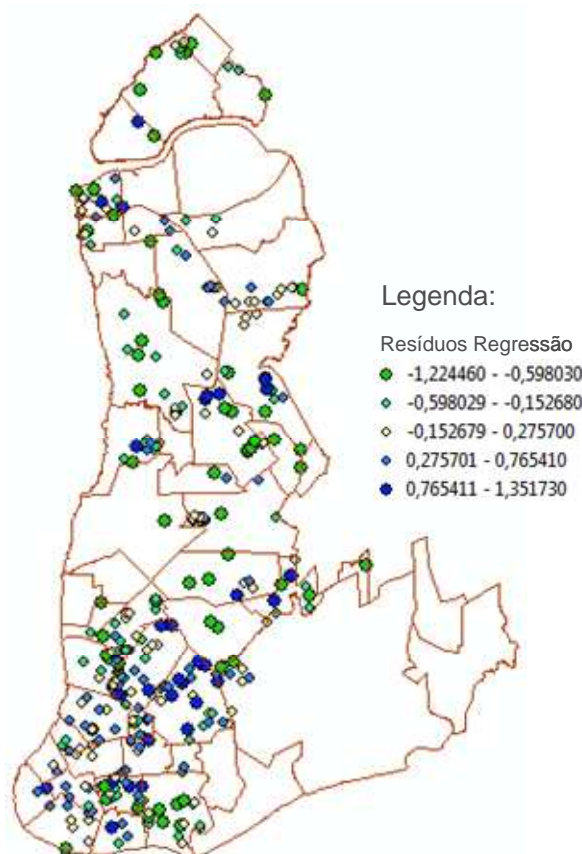 Legenda:
Resíduos Regressão
-1,224460 - -0,598030
-0,598029 - -0,152680
-0,152679 - 0,275700
0,275701 - 0,765410
0,765411 - 1,351730